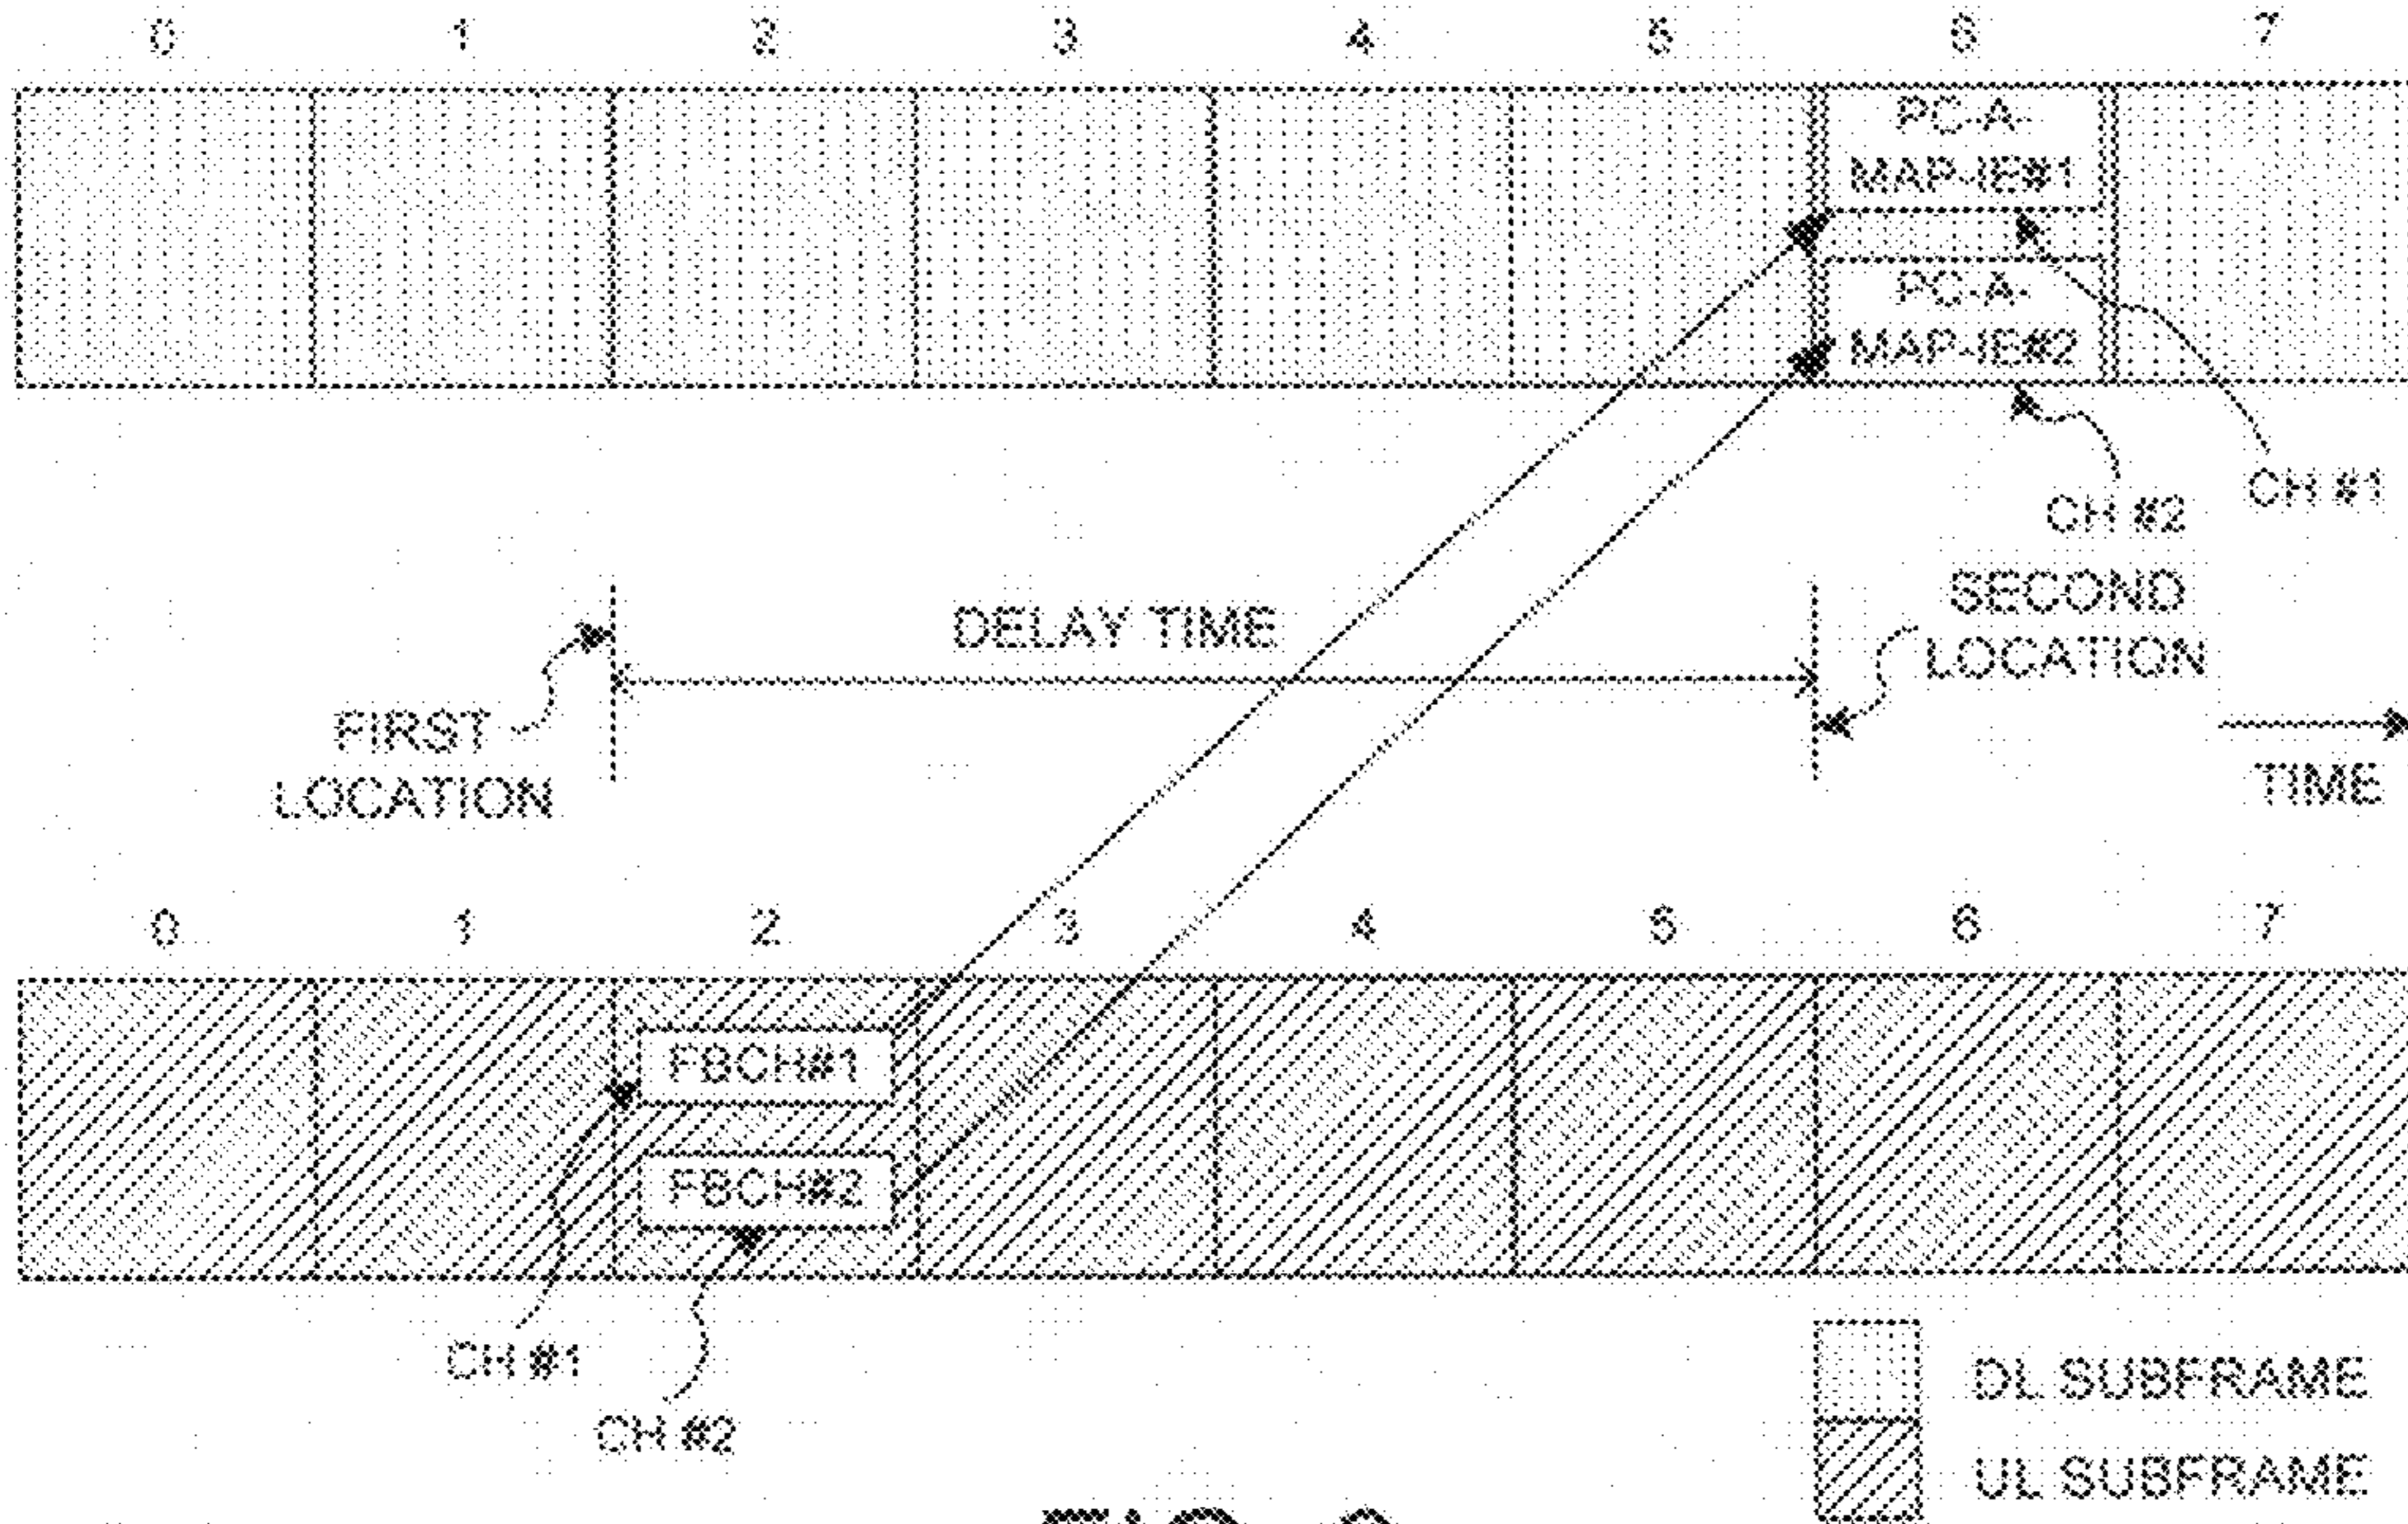 0 1 2 3 4 5 6 7
PC-A-
MAP-IE#1
PC-A-
MAP-IE#2
CH #1
CH #2
SECOND
LOCATION
DELAY TIME
FIRST
LOCATION
TIME
0 1 2 3 4 5 6 7
FBCH#1
FBCH#2
CH #1
CH #2
DL SUBFRAME
UL SUBFRAME